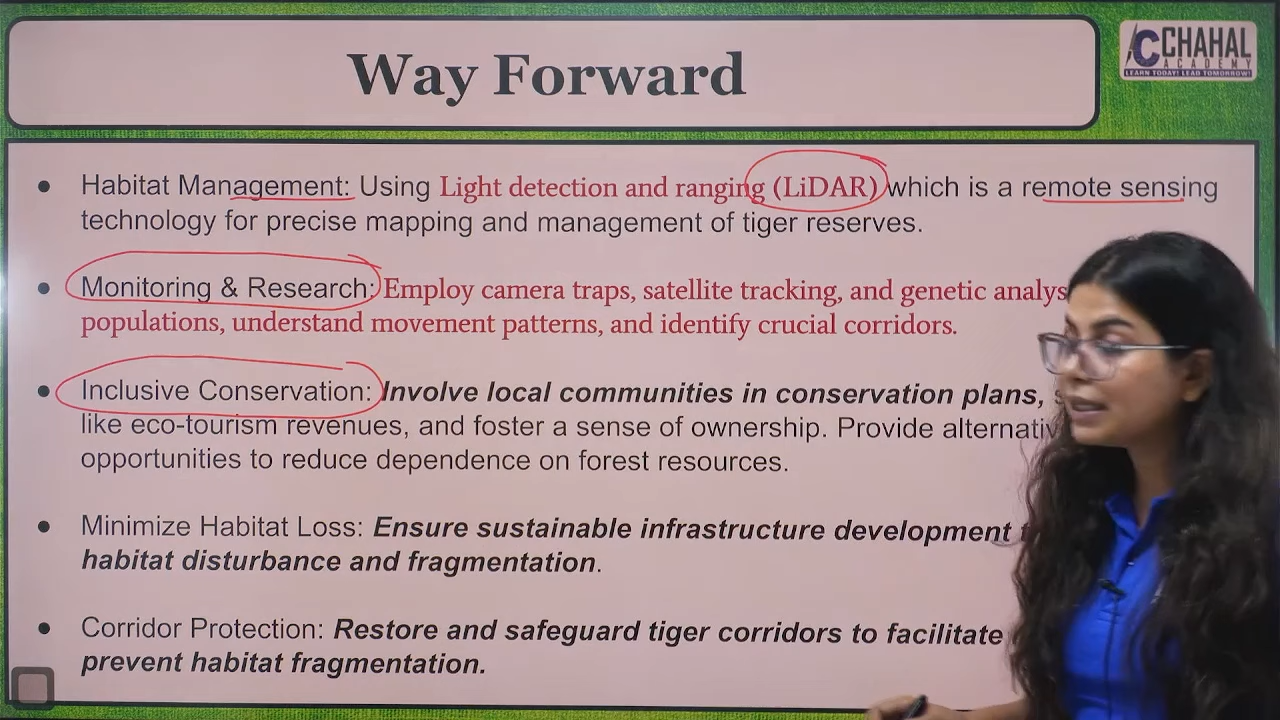 Way Forward
CHAHAL
ACADEMY
LEARN TODAY! LEAD TOMORROW!
● Habitat Management: Using Light detection and ranging (LiDAR) which is a remote sensing
technology for precise mapping and management of tiger reserves.
● Monitoring & Research: Employ camera traps, satellite tracking, and genetic
populations, understand movement patterns, and identify crucial corridors.
● Inclusive Conservation: Involve local communities in conservation plans,
like eco-tourism revenues, and foster a sense of ownership. Provide
opportunities to reduce dependence on forest resources.
● Minimize Habitat Loss: Ensure sustainable infrastructure development
habitat disturbance and fragmentation.
● Corridor Protection: Restore and safeguard tiger corridors to facilitate
prevent habitat fragmentation.